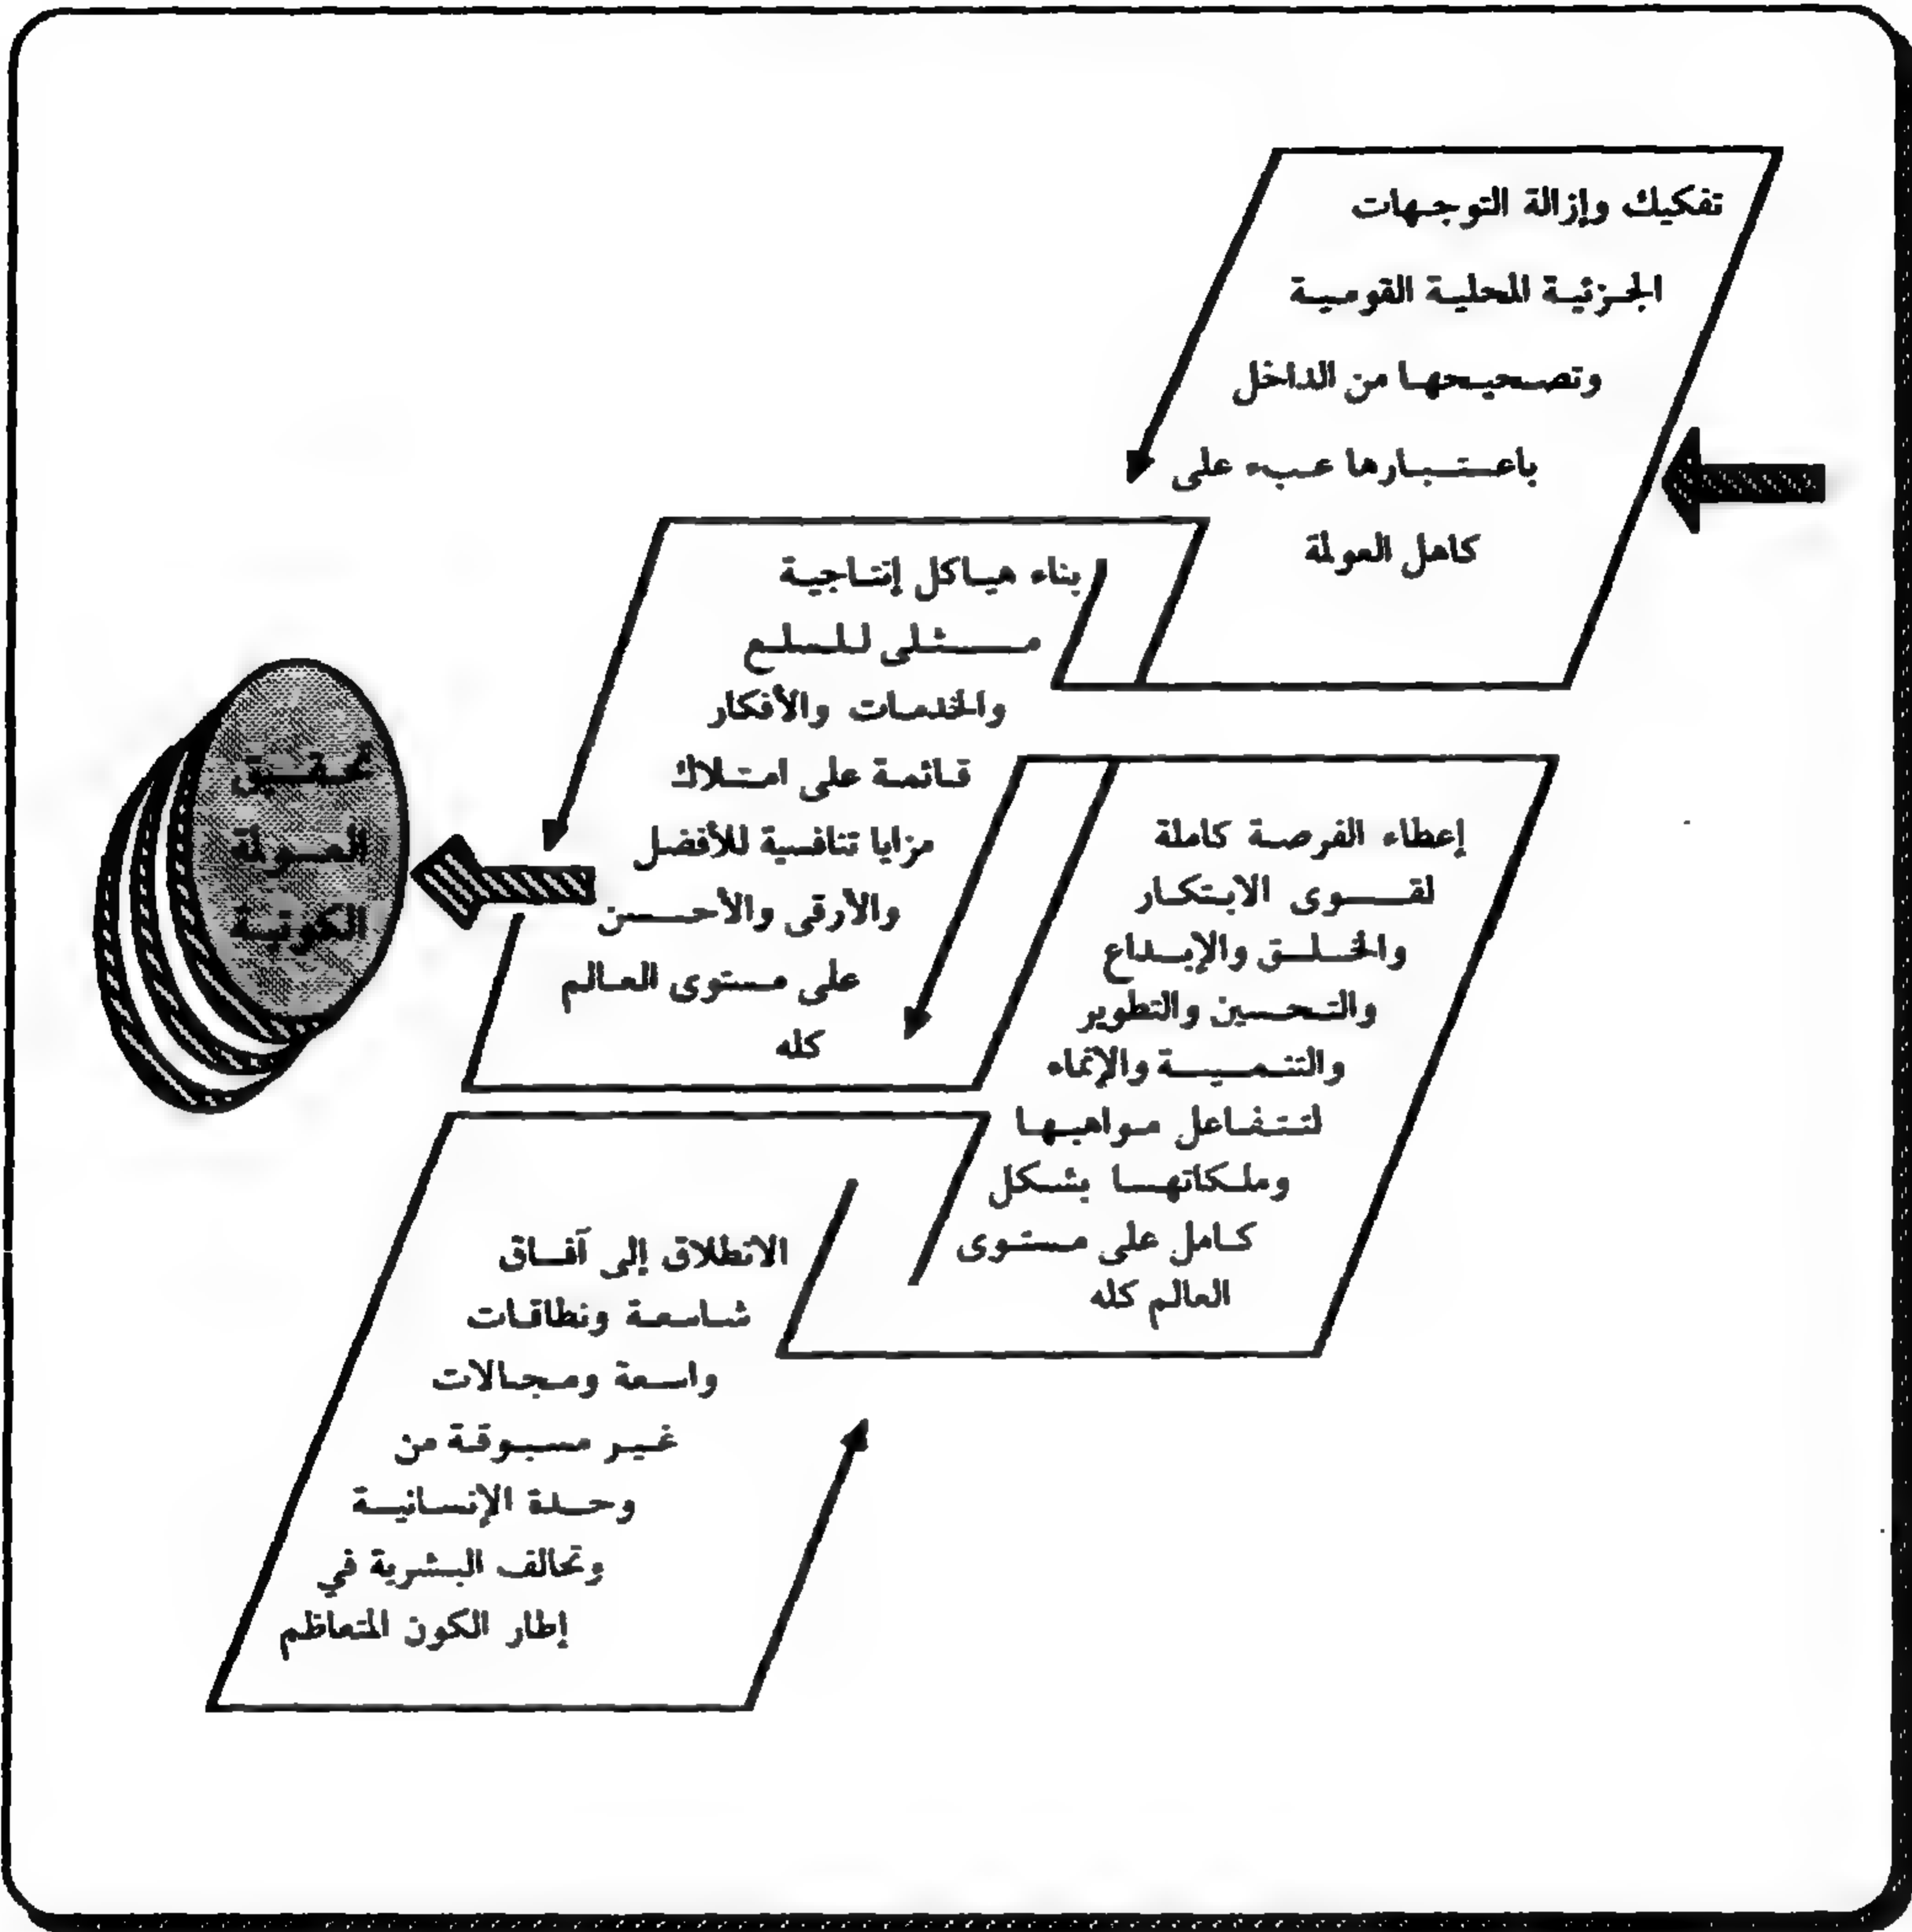 تفكيك وإزالة التوجهات
الجزئية المحلية القومية
وتصحيحها من الداخل
باعتبارها عبء على
كاهل العولمة
بناء هياكل إنتاجية
مثلى للسلع
والخدمات والأفكار
قائمة على امتلاك
مزايا تنافسية للأفضل
والأرقى والأحسن
على مستوى العالم
كله
إعطاء الفرصة كاملة
لقوى الابتكار
والخلق والإبداع
والتحسين والتطوير
والتنمية والإنماء
لتتفاعل مواهبها
وملكاتها بشكل
كامل على مستوى
العالم كله
الانطلاق إلى آفاق
شاسعة ونطاقات
واسعة ومجالات
غير مسبوقة من
وحدة الإنسانية
وتحالف البشرية في
إطار الكون المتعاظم
تحقيق
العولمة
الكونية